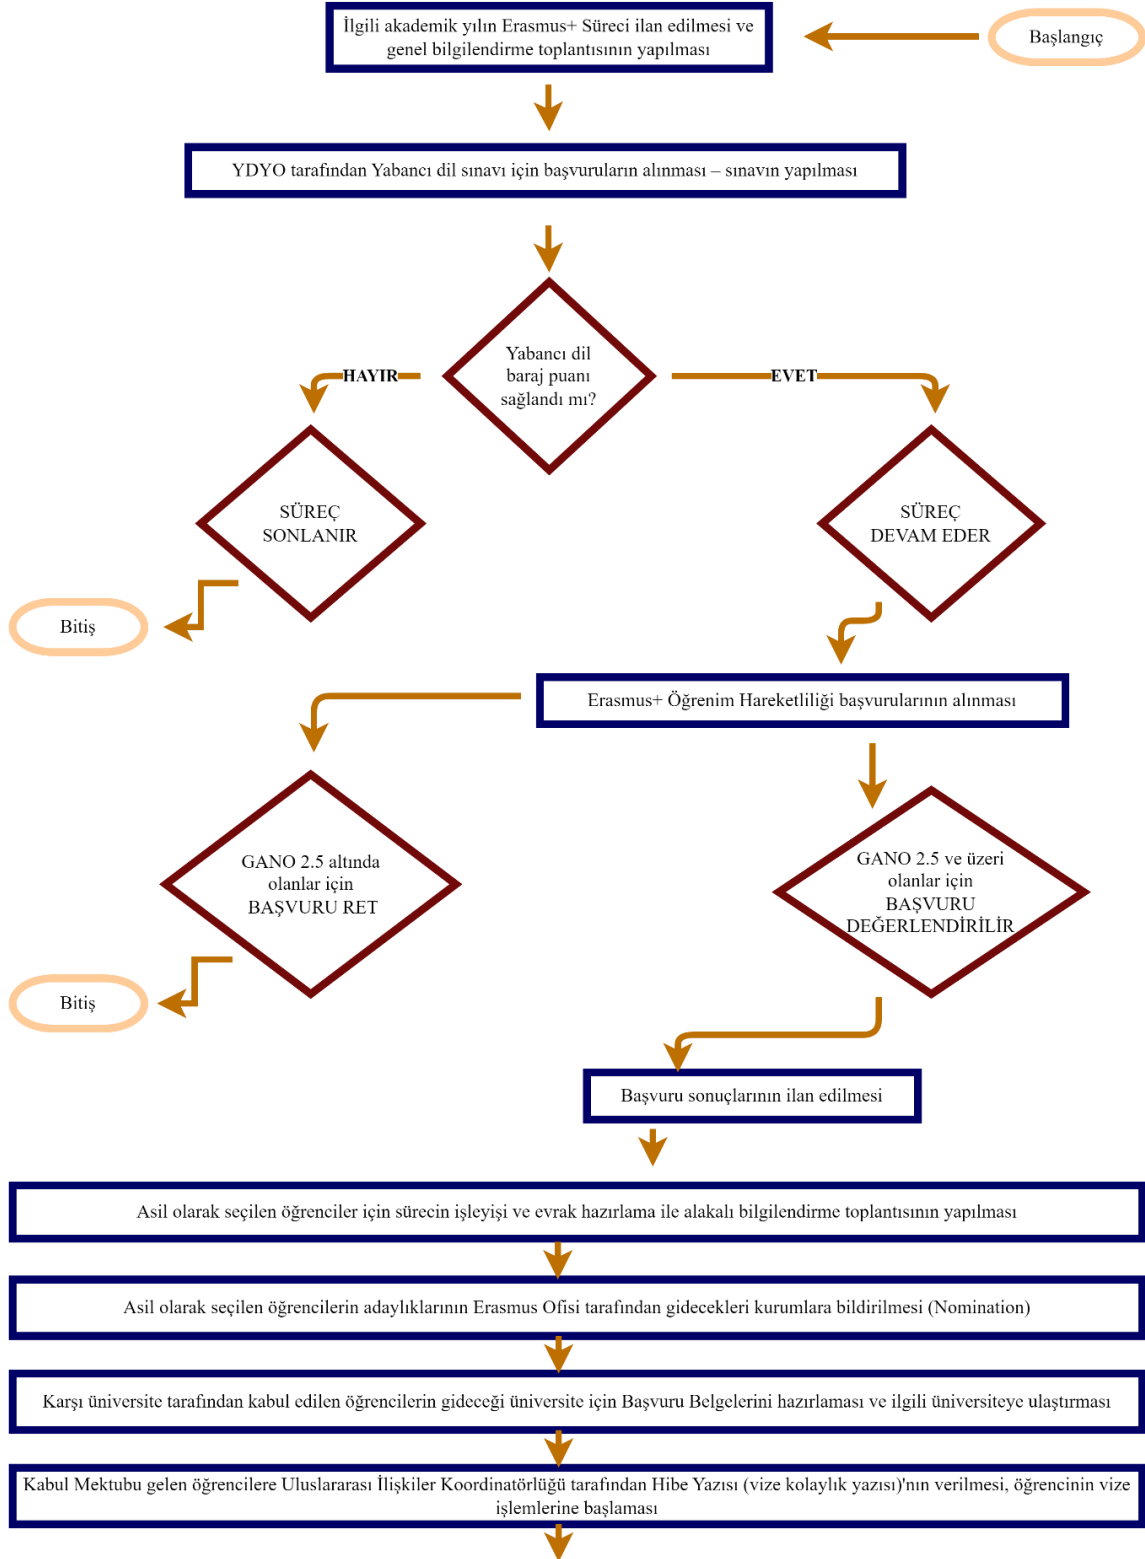 İlgili akademik yılın Erasmus+ Süreci ilan edilmesi ve
genel bilgilendirme toplantısının yapılması
Başlangıç
YDYO tarafından Yabancı dil sınavı için başvuruların alınması – sınavın yapılması
Yabancı dil
baraj puanı
sağlandı mı?
HAYIR
EVET
SÜREÇ
SONLANIR
SÜREÇ
DEVAM EDER
Bitiş
Erasmus+ Öğrenim Hareketliliği başvurularının alınması
GANO 2.5 altında
olanlar için
BAŞVURU RET
GANO 2.5 ve üzeri
olanlar için
BAŞVURU
DEĞERLENDİRİLİR
Bitiş
Başvuru sonuçlarının ilan edilmesi
Asil olarak seçilen öğrenciler için sürecin işleyişi ve evrak hazırlama ile alakalı bilgilendirme toplantısının yapılması
Asil olarak seçilen öğrencilerin adaylıklarının Erasmus Ofisi tarafından gidecekleri kurumlara bildirilmesi (Nomination)
Karşı üniversite tarafından kabul edilen öğrencilerin gideceği üniversite için Başvuru Belgelerini hazırlaması ve ilgili üniversiteye ulaştırması
Kabul Mektubu gelen öğrencilere Uluslararası İlişkiler Koordinatörlüğü tarafından Hibe Yazısı (vize kolaylık yazısı)'nın verilmesi, öğrencinin vize
işlemlerine başlaması